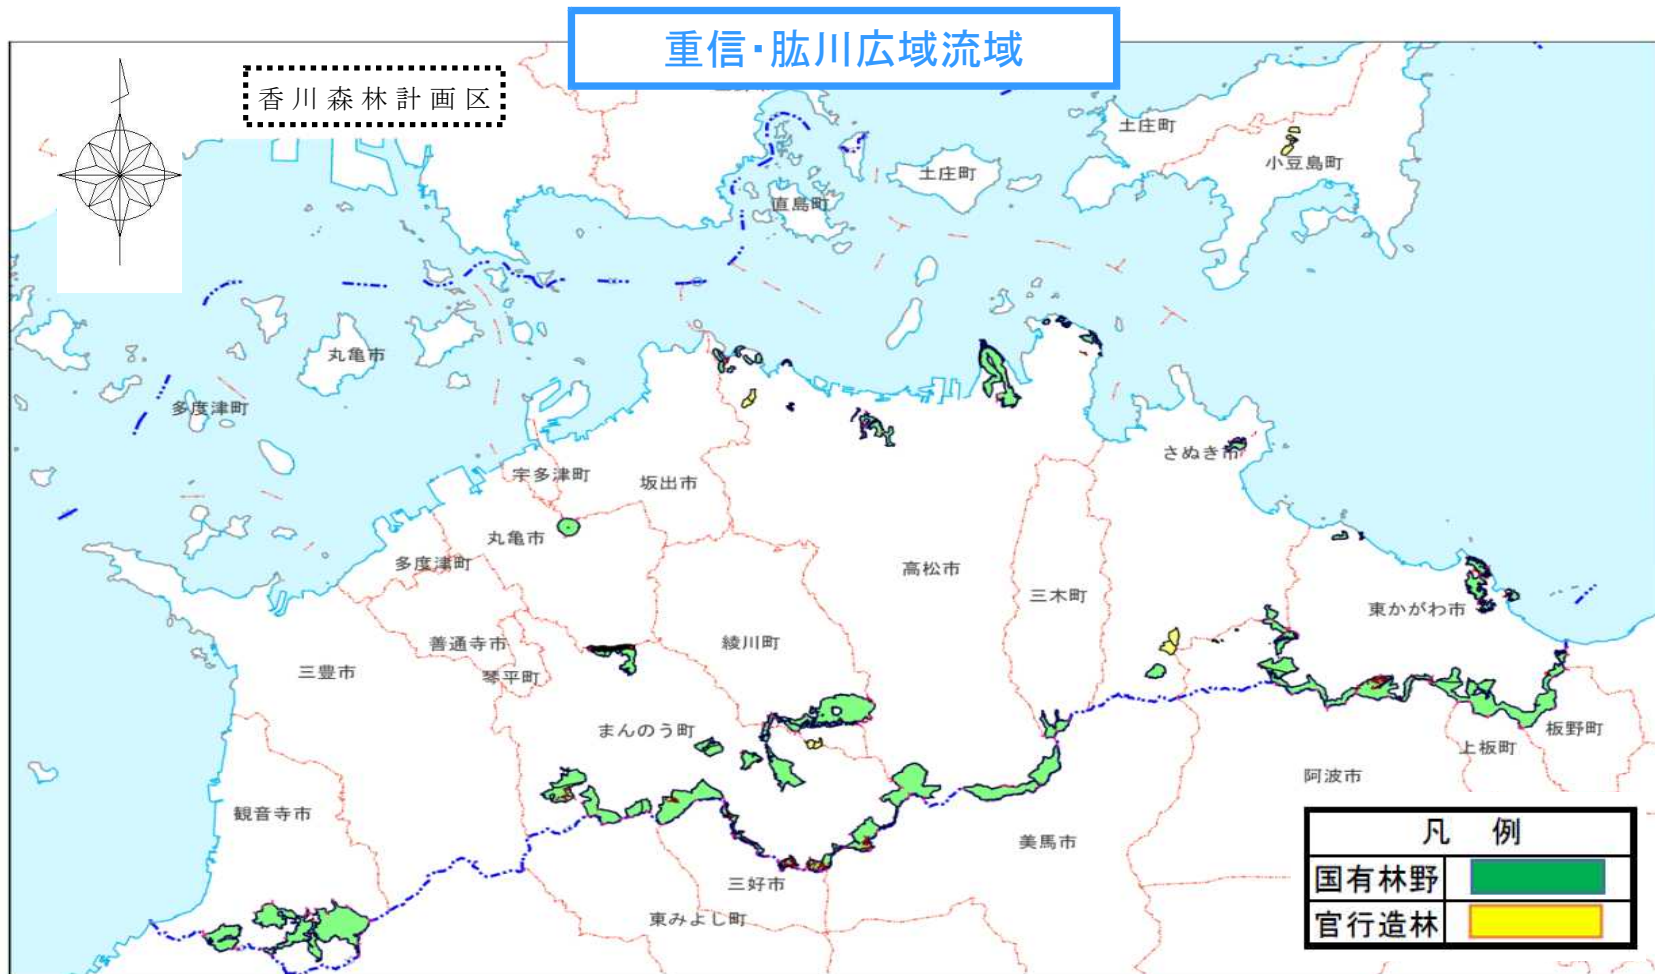 重信・肱川広域流域
香川森林計画区
土庄町
小豆島町
土庄町
直島町
丸亀市
多度津町
さぬき市
宇多津町
坂出市
丸亀市
多度津町
高松市
三木町
東かがわ市
善通寺市
綾川町
琴平町
三豊市
まんのう町
板野町
上板町
阿波市
観音寺市
美馬市
三好市
東みよし町
凡 例
国有林野
官行造林